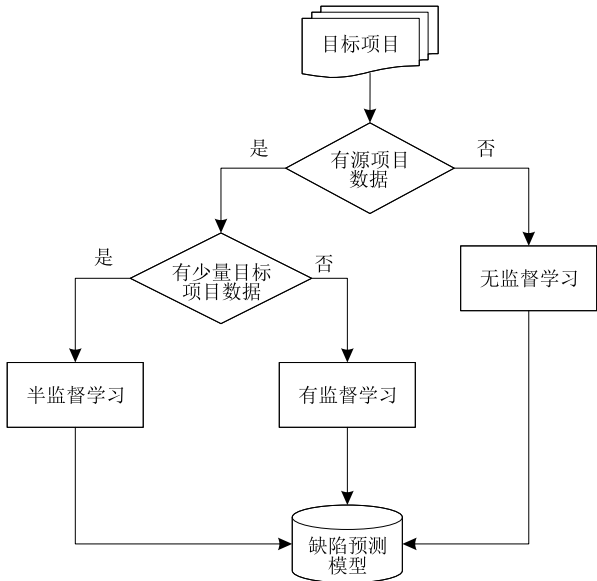 目标项目
是
有源项目
数据
否
是
有少量目标
项目数据
否
无监督学习
半监督学习
有监督学习
缺陷预测
模型